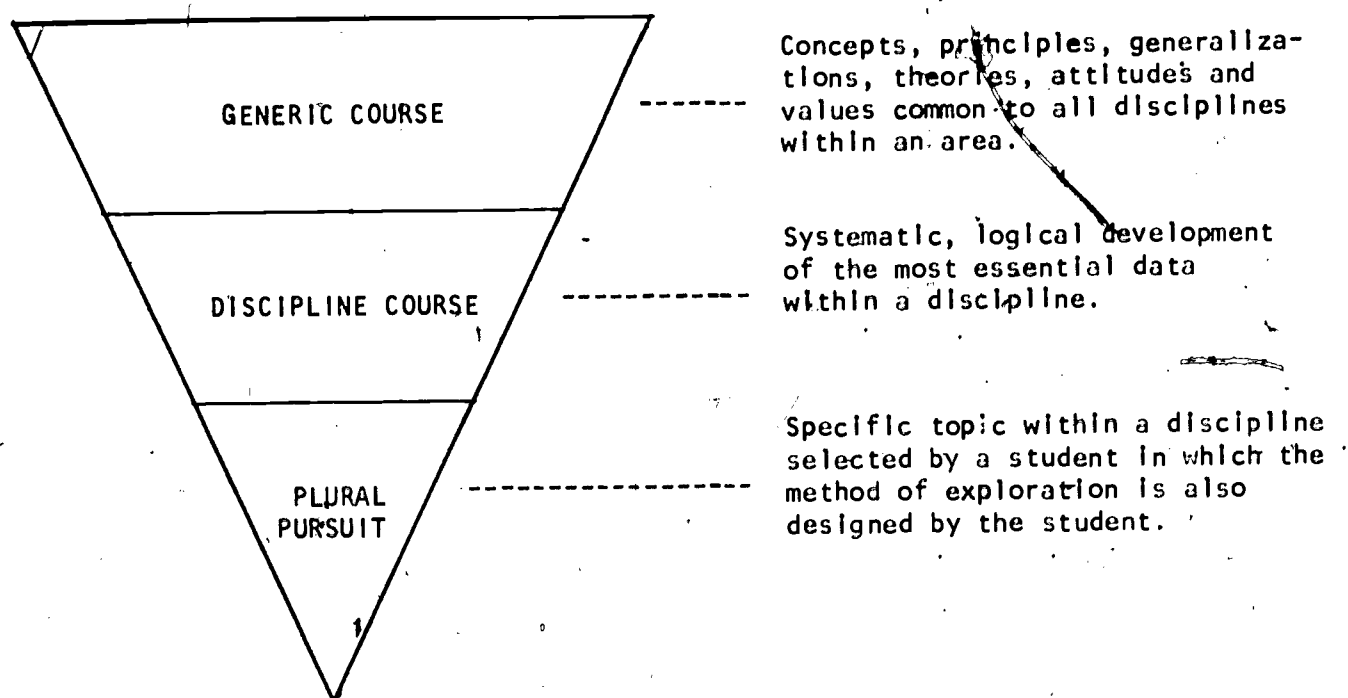 GENERIC COURSE
Concepts, principles, generaliza-
tions, theories, attitudes and
values common to all disciplines
within an area.
DISCIPLINE COURSE
Systematic, logical development
of the most essential data
within a discipline.
PLURAL
PURSUIT
Specific topic within a discipline
selected by a student in which the
method of exploration is also
designed by the student.